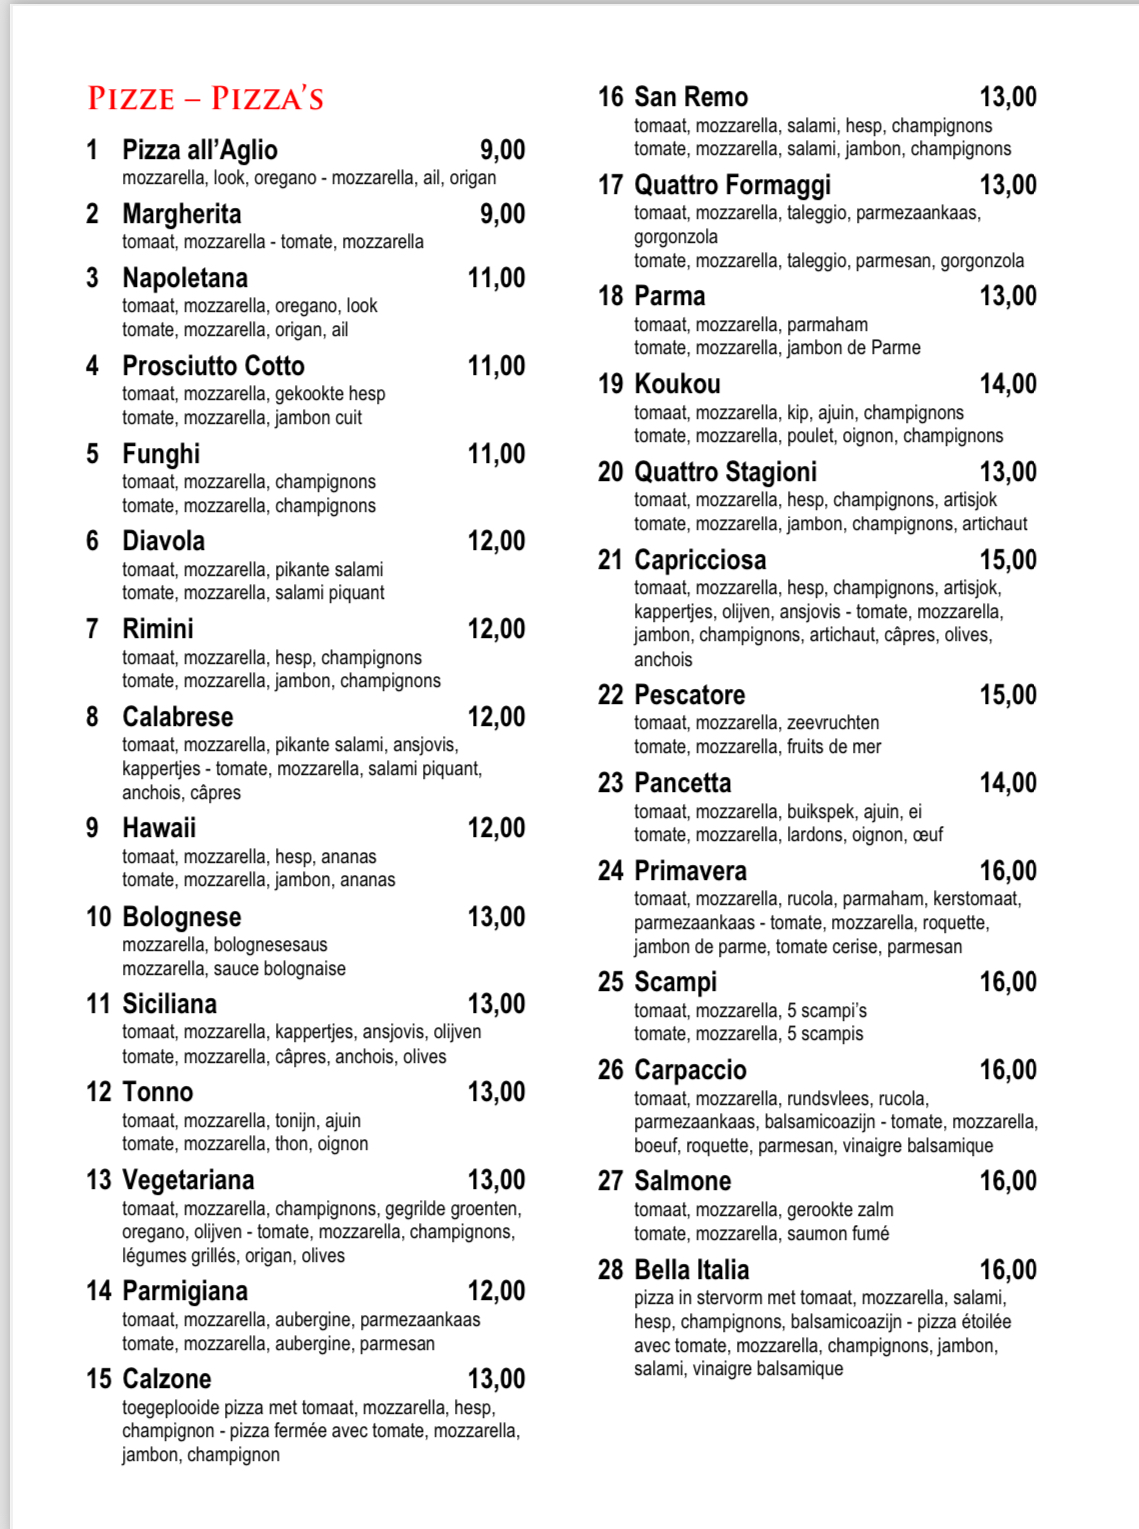 Pizze – Pizza’s
1 Pizza all’Aglio 9,00
mozzarella, look, oregano - mozzarella, ail, origan
2 Margherita 9,00
tomaat, mozzarella - tomate, mozzarella
3 Napoletana 11,00
tomaat, mozzarella, oregano, look
tomate, mozzarella, origan, ail
4 Prosciutto Cotto 11,00
tomaat, mozzarella, gekookte hesp
tomate, mozzarella, jambon cuit
5 Funghi 11,00
tomaat, mozzarella, champignons
tomate, mozzarella, champignons
6 Diavola 12,00
tomaat, mozzarella, pikante salami
tomate, mozzarella, salami piquant
7 Rimini 12,00
tomaat, mozzarella, hesp, champignons
tomate, mozzarella, jambon, champignons
8 Calabrese 12,00
tomaat, mozzarella, pikante salami, ansjovis,
kappertjes - tomate, mozzarella, salami piquant,
anchois, câpres
9 Hawaii 12,00
tomaat, mozzarella, hesp, ananas
tomate, mozzarella, jambon, ananas
10 Bolognese 13,00
mozzarella, bolognesesaus
mozzarella, sauce bolognaise
11 Siciliana 13,00
tomaat, mozzarella, kappertjes, ansjovis, olijven
tomate, mozzarella, câpres, anchois, olives
12 Tonno 13,00
tomaat, mozzarella, tonijn, ajuin
tomate, mozzarella, thon, oignon
13 Vegetariana 13,00
tomaat, mozzarella, champignons, gegrilde groenten,
oregano, olijven - tomate, mozzarella, champignons,
légumes grillés, origan, olives
14 Parmigiana 12,00
tomaat, mozzarella, aubergine, parmezaankaas
tomate, mozzarella, aubergine, parmesan
15 Calzone 13,00
toegeplooide pizza met tomaat, mozzarella, hesp,
champignon - pizza fermée avec tomate, mozzarella,
jambon, champignon
16 San Remo 13,00
tomaat, mozzarella, salami, hesp, champignons
tomate, mozzarella, salami, jambon, champignons
17 Quattro Formaggi 13,00
tomaat, mozzarella, taleggio, parmezaankaas,
gorgonzola
tomate, mozzarella, taleggio, parmesan, gorgonzola
18 Parma 13,00
tomaat, mozzarella, parmaham
tomate, mozzarella, jambon de Parme
19 Koukou 14,00
tomaat, mozzarella, kip, ajuin, champignons
tomate, mozzarella, poulet, oignon, champignons
20 Quattro Stagioni 13,00
tomaat, mozzarella, hesp, champignons, artisjok
tomate, mozzarella, jambon, champignons, artichaut
21 Capricciosa 15,00
tomaat, mozzarella, hesp, champignons, artisjok,
kappertjes, olijven, ansjovis - tomate, mozzarella,
jambon, champignons, artichaut, câpres, olives,
anchois
22 Pescatore 15,00
tomaat, mozzarella, zeevruchten
tomate, mozzarella, fruits de mer
23 Pancetta 14,00
tomaat, mozzarella, buikspek, ajuin, ei
tomate, mozzarella, lardons, oignon, œuf
24 Primavera 16,00
tomaat, mozzarella, rucola, parmaham, kerstomaat,
parmezaankaas - tomate, mozzarella, roquette,
jambon de parme, tomate cerise, parmesan
25 Scampi 16,00
tomaat, mozzarella, 5 scampi’s
tomate, mozzarella, 5 scampis
26 Carpaccio 16,00
tomaat, mozzarella, rundsvlees, rucola,
parmezaankaas, balsamicoazijn - tomate, mozzarella,
boeuf, roquette, parmesan, vinaigre balsamique
27 Salmone 16,00
tomaat, mozzarella, gerookte zalm
tomate, mozzarella, saumon fumé
28 Bella Italia 16,00
pizza in stervorm met tomaat, mozzarella, salami,
hesp, champignons, balsamicoazijn - pizza étoilée
avec tomate, mozzarella, champignons, jambon,
salami, vinaigre balsamique